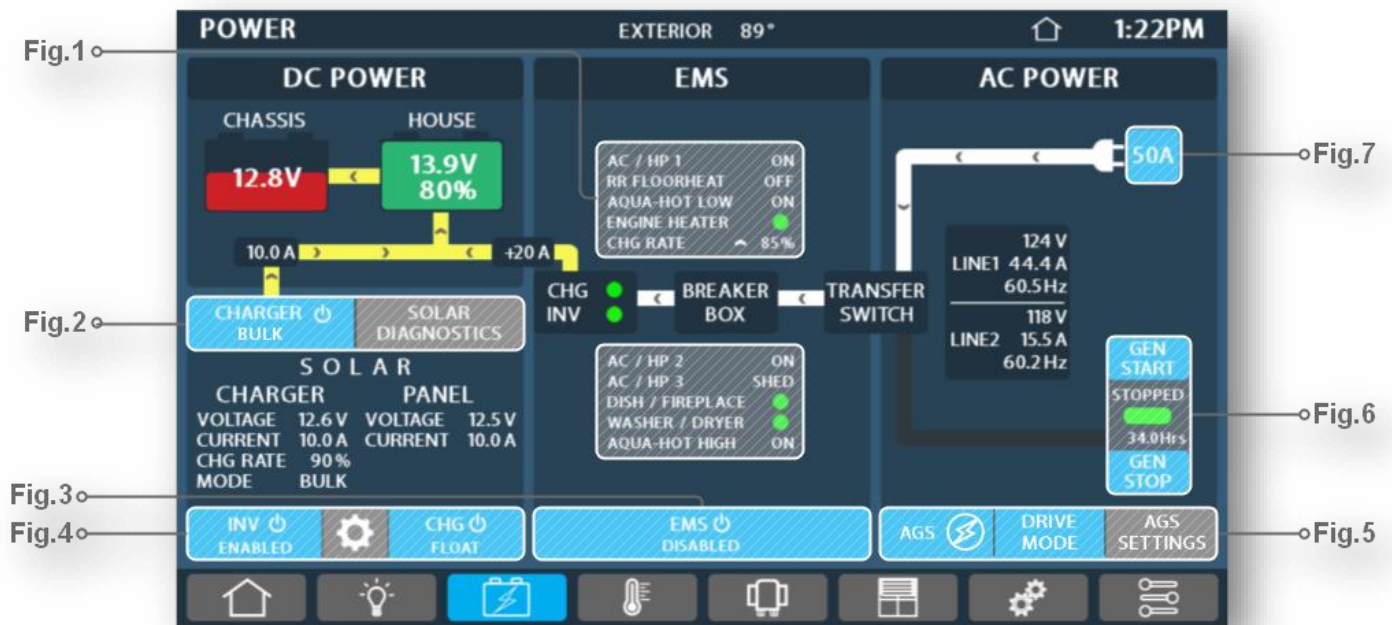 POWER EXTERIOR 89° 1:22PM
Fig.1
Fig.2
Fig.3
Fig.4
DC POWER
CHASSIS HOUSE
12.8V
13.9V
80%
10.0 A
+20 A
CHARGER
BULK
SOLAR
DIAGNOSTICS
SOLAR
CHARGER
VOLTAGE 12.6 V
CURRENT 10.0 A
CHG RATE 90%
MODE BULK
PANEL
VOLTAGE 12.5 V
CURRENT 10.0 A
INV
ENABLED
CHG
FLOAT
EMS
AC / HP 1 ON
RR FLOORHEAT OFF
AQUA-HOT LOW ON
ENGINE HEATER
CHG RATE 85%
CHG
INV
BREAKER
BOX
TRANSFER
SWITCH
AC / HP 2 ON
AC / HP 3 SHED
DISH / FIREPLACE
WASHER / DRYER
AQUA-HOT HIGH ON
EMS
DISABLED
AC POWER
50A
124 V
LINE1 44.4 A
60.5Hz
118 V
LINE2 15.5 A
60.2Hz
GEN
START
STOPPED
34.0Hrs
GEN
STOP
AGS
DRIVE
MODE
AGS
SETTINGS
Fig.7
Fig.6
Fig.5